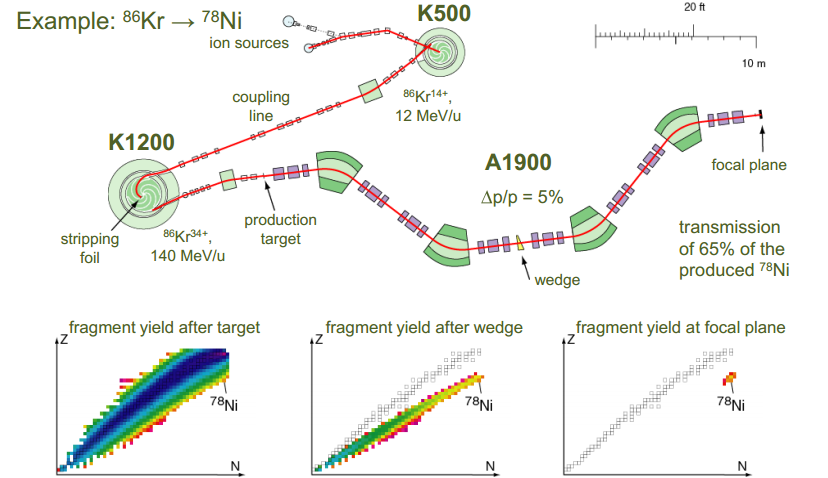 Example: ⁸⁶Kr → ⁷⁸Ni
ion sources
K500
20 ft
10 m
coupling
line
⁸⁶Kr¹⁴⁺,
12 MeV/u
K1200
A1900
Δp/p = 5%
focal plane
stripping
foil
⁸⁶Kr³⁴⁺,
140 MeV/u
production
target
wedge
transmission
of 65% of the
produced ⁷⁸Ni
fragment yield after target
Z
⁷⁸Ni
N
fragment yield after wedge
Z
⁷⁸Ni
N
fragment yield at focal plane
Z
⁷⁸Ni
N